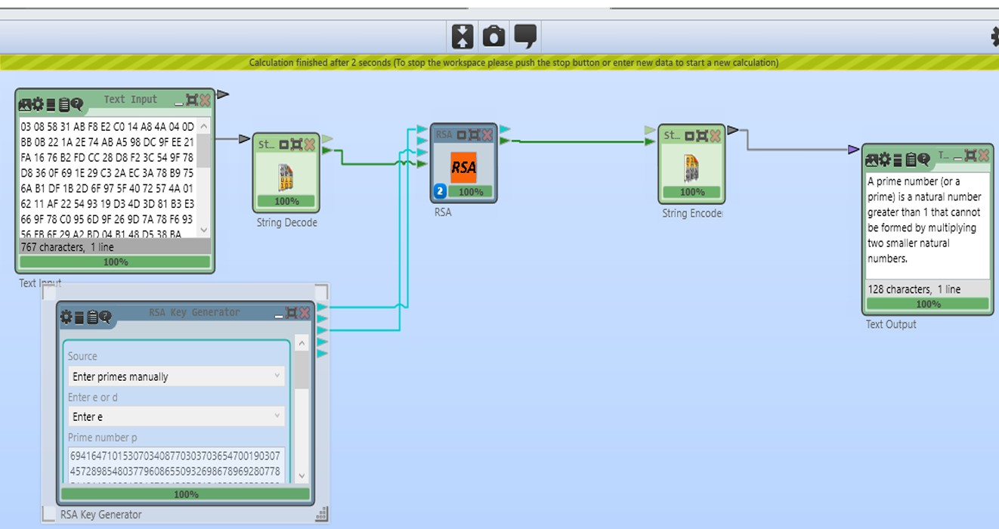 Calculation finished after 2 seconds (To stop the workspace please push the stop button or enter new data to start a new calculation)
Text Input
03 08 58 31 AB F8 E2 C0 14 A8 4A 04 0D
BB 0B 22 1A 2E 74 AB A5 98 DC 9F EE 21
FA 16 76 B2 FD CC 28 D8 F2 3C 54 9F 78
D8 36 0F 69 1E 29 C3 2A EC 3A 78 B9 75
6A B1 DF 1B 2D 6F 97 5F 40 72 57 4A 01
62 11 AF 22 54 93 19 D3 4D 3D 81 B3 E3
66 9F 78 C0 95 6D 9F 26 9D 7A 78 F6 93
56 FB 6F 29 A2 BD 04 B1 48 D5 38 BA
767 characters, 1 line
100%
Text Input
St...
100%
String Decode
RSA
RSA
2
100%
RSA
St...
100%
String Encode
T...
A prime number (or a
prime) is a natural number
greater than 1 that cannot
be formed by multiplying
two smaller natural
numbers.
128 characters, 1 line
100%
Text Output
RSA Key Generator
Source
Enter primes manually
Enter e or d
Enter e
Prime number p
6941647101530703408770303703654700190307
45728985480377960865509326986789692807 78
100%
RSA Key Generator